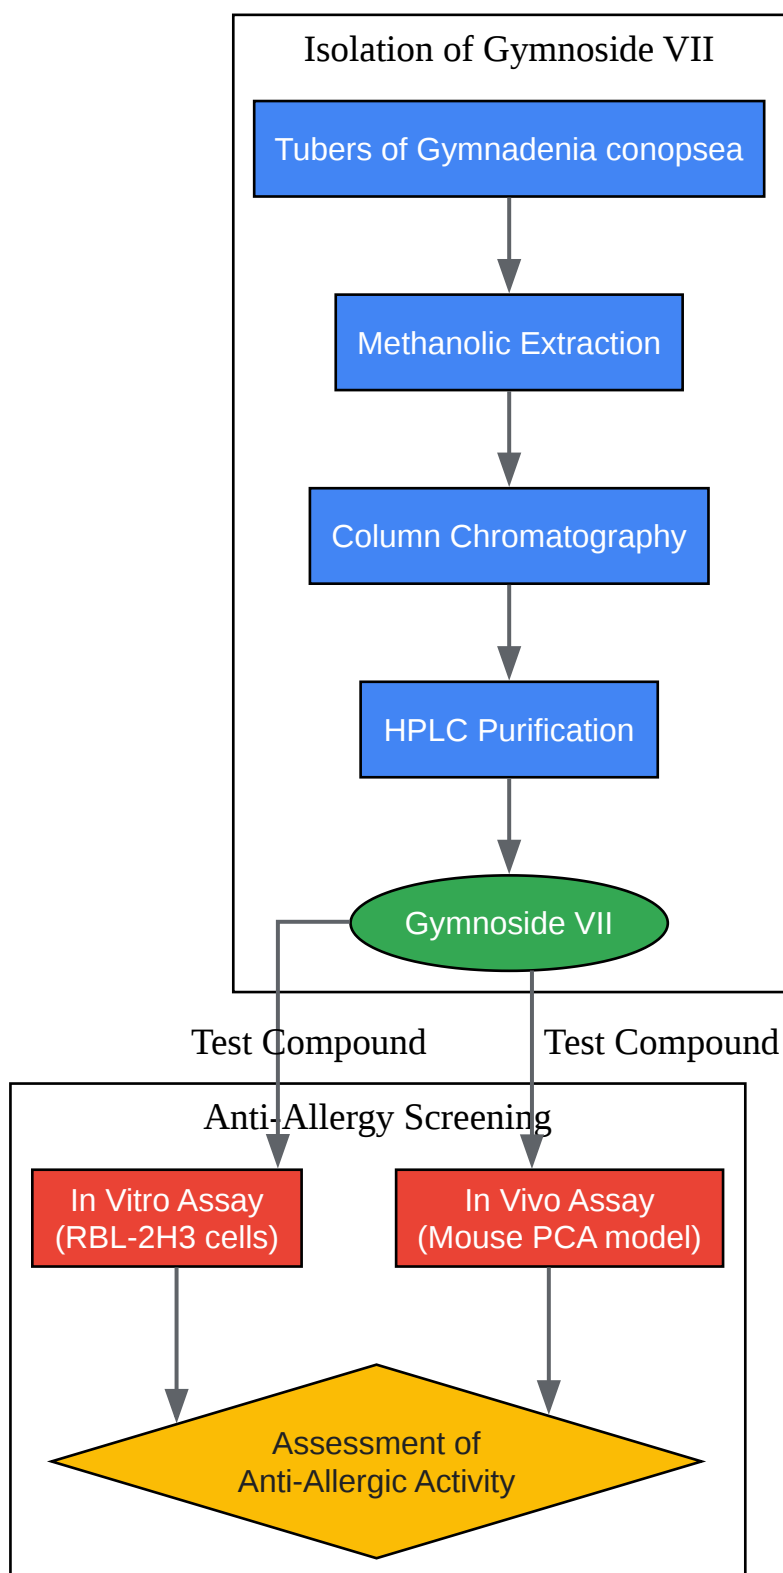 Isolation of Gymnoside VII
Tubers of Gymnadenia conopsea
Methanolic Extraction
Column Chromatography
HPLC Purification
Gymnoside VII
Test Compound
Test Compound
Anti-Allergy Screening
In Vitro Assay
(RBL-2H3 cells)
In Vivo Assay
(Mouse PCA model)
Assessment of
Anti-Allergic Activity